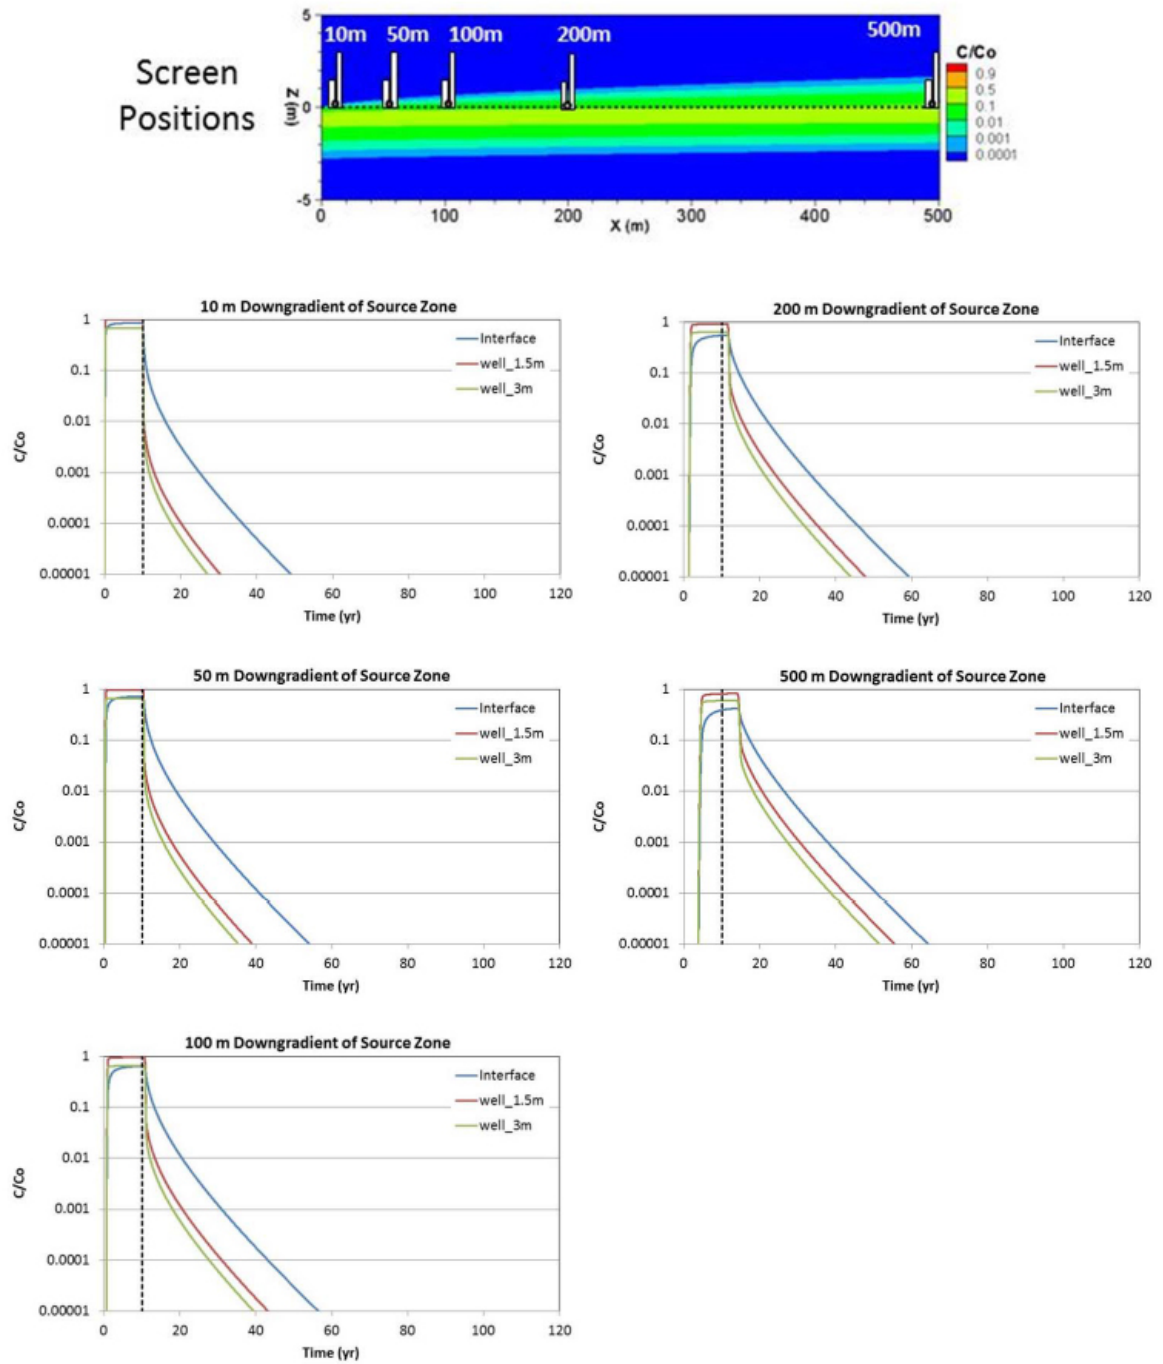 Screen
Positions
10m 50m 100m 200m 500m
C/Co
0.9
0.5
0.1
0.01
0.001
0.0001
Z (m)
5
0
-5
0 100 200 300 400 500
X (m)
10 m Downgradient of Source Zone
C/Co
1
0.1
0.01
0.001
0.0001
0.00001
0 20 40 60 80 100 120
Time (yr)
Interface
well_1.5m
well_3m
200 m Downgradient of Source Zone
C/Co
1
0.1
0.01
0.001
0.0001
0.00001
0 20 40 60 80 100 120
Time (yr)
Interface
well_1.5m
well_3m
50 m Downgradient of Source Zone
C/Co
1
0.1
0.01
0.001
0.0001
0.00001
0 20 40 60 80 100 120
Time (yr)
Interface
well_1.5m
well_3m
500 m Downgradient of Source Zone
C/Co
1
0.1
0.01
0.001
0.0001
0.00001
0 20 40 60 80 100 120
Time (yr)
Interface
well_1.5m
well_3m
100 m Downgradient of Source Zone
C/Co
1
0.1
0.01
0.001
0.0001
0.00001
0 20 40 60 80 100 120
Time (yr)
Interface
well_1.5m
well_3m